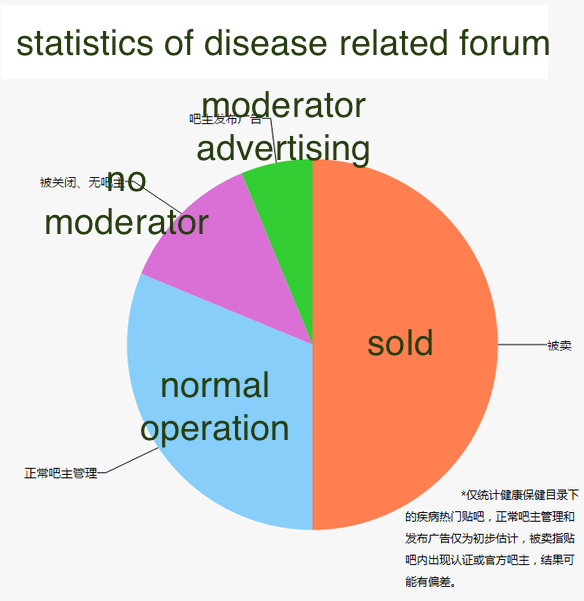 statistics of disease related forum
moderator
吧主发布广告
advertising
被关闭、无吧主
no
moderator
sold
被卖
normal
operation
正常吧主管理
*仅统计健康保健目录下
的疾病热门贴吧，正常吧主管理和
发布广告仅为初步估计，被卖指贴
吧内出现认证或官方吧主，结果可
能有偏差。